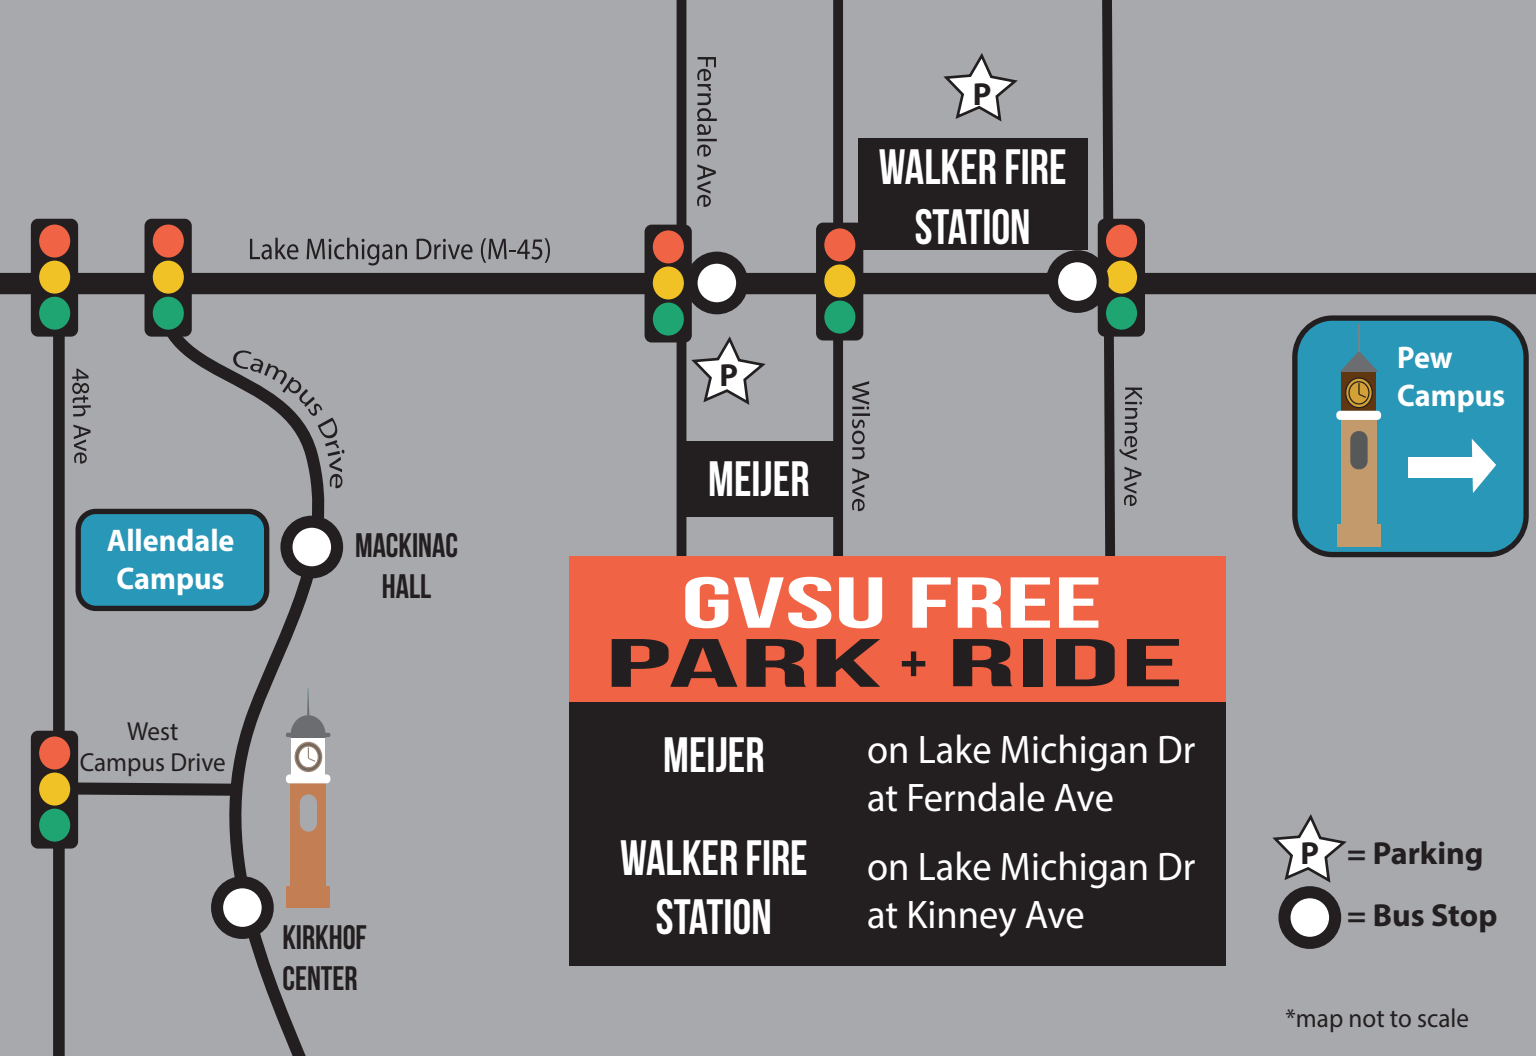 Ferndale Ave
P
WALKER FIRE
STATION
Lake Michigan Drive (M-45)
Campus Drive
48th Ave
P
Wilson Ave
Kinney Ave
Pew
Campus
MEIJER
Allendale
Campus
MACKINAC
HALL
GVSU FREE
PARK + RIDE
West
Campus Drive
MEIJER
on Lake Michigan Dr
at Ferndale Ave
WALKER FIRE
STATION
on Lake Michigan Dr
at Kinney Ave
P = Parking
= Bus Stop
KIRKHOF
CENTER
*map not to scale